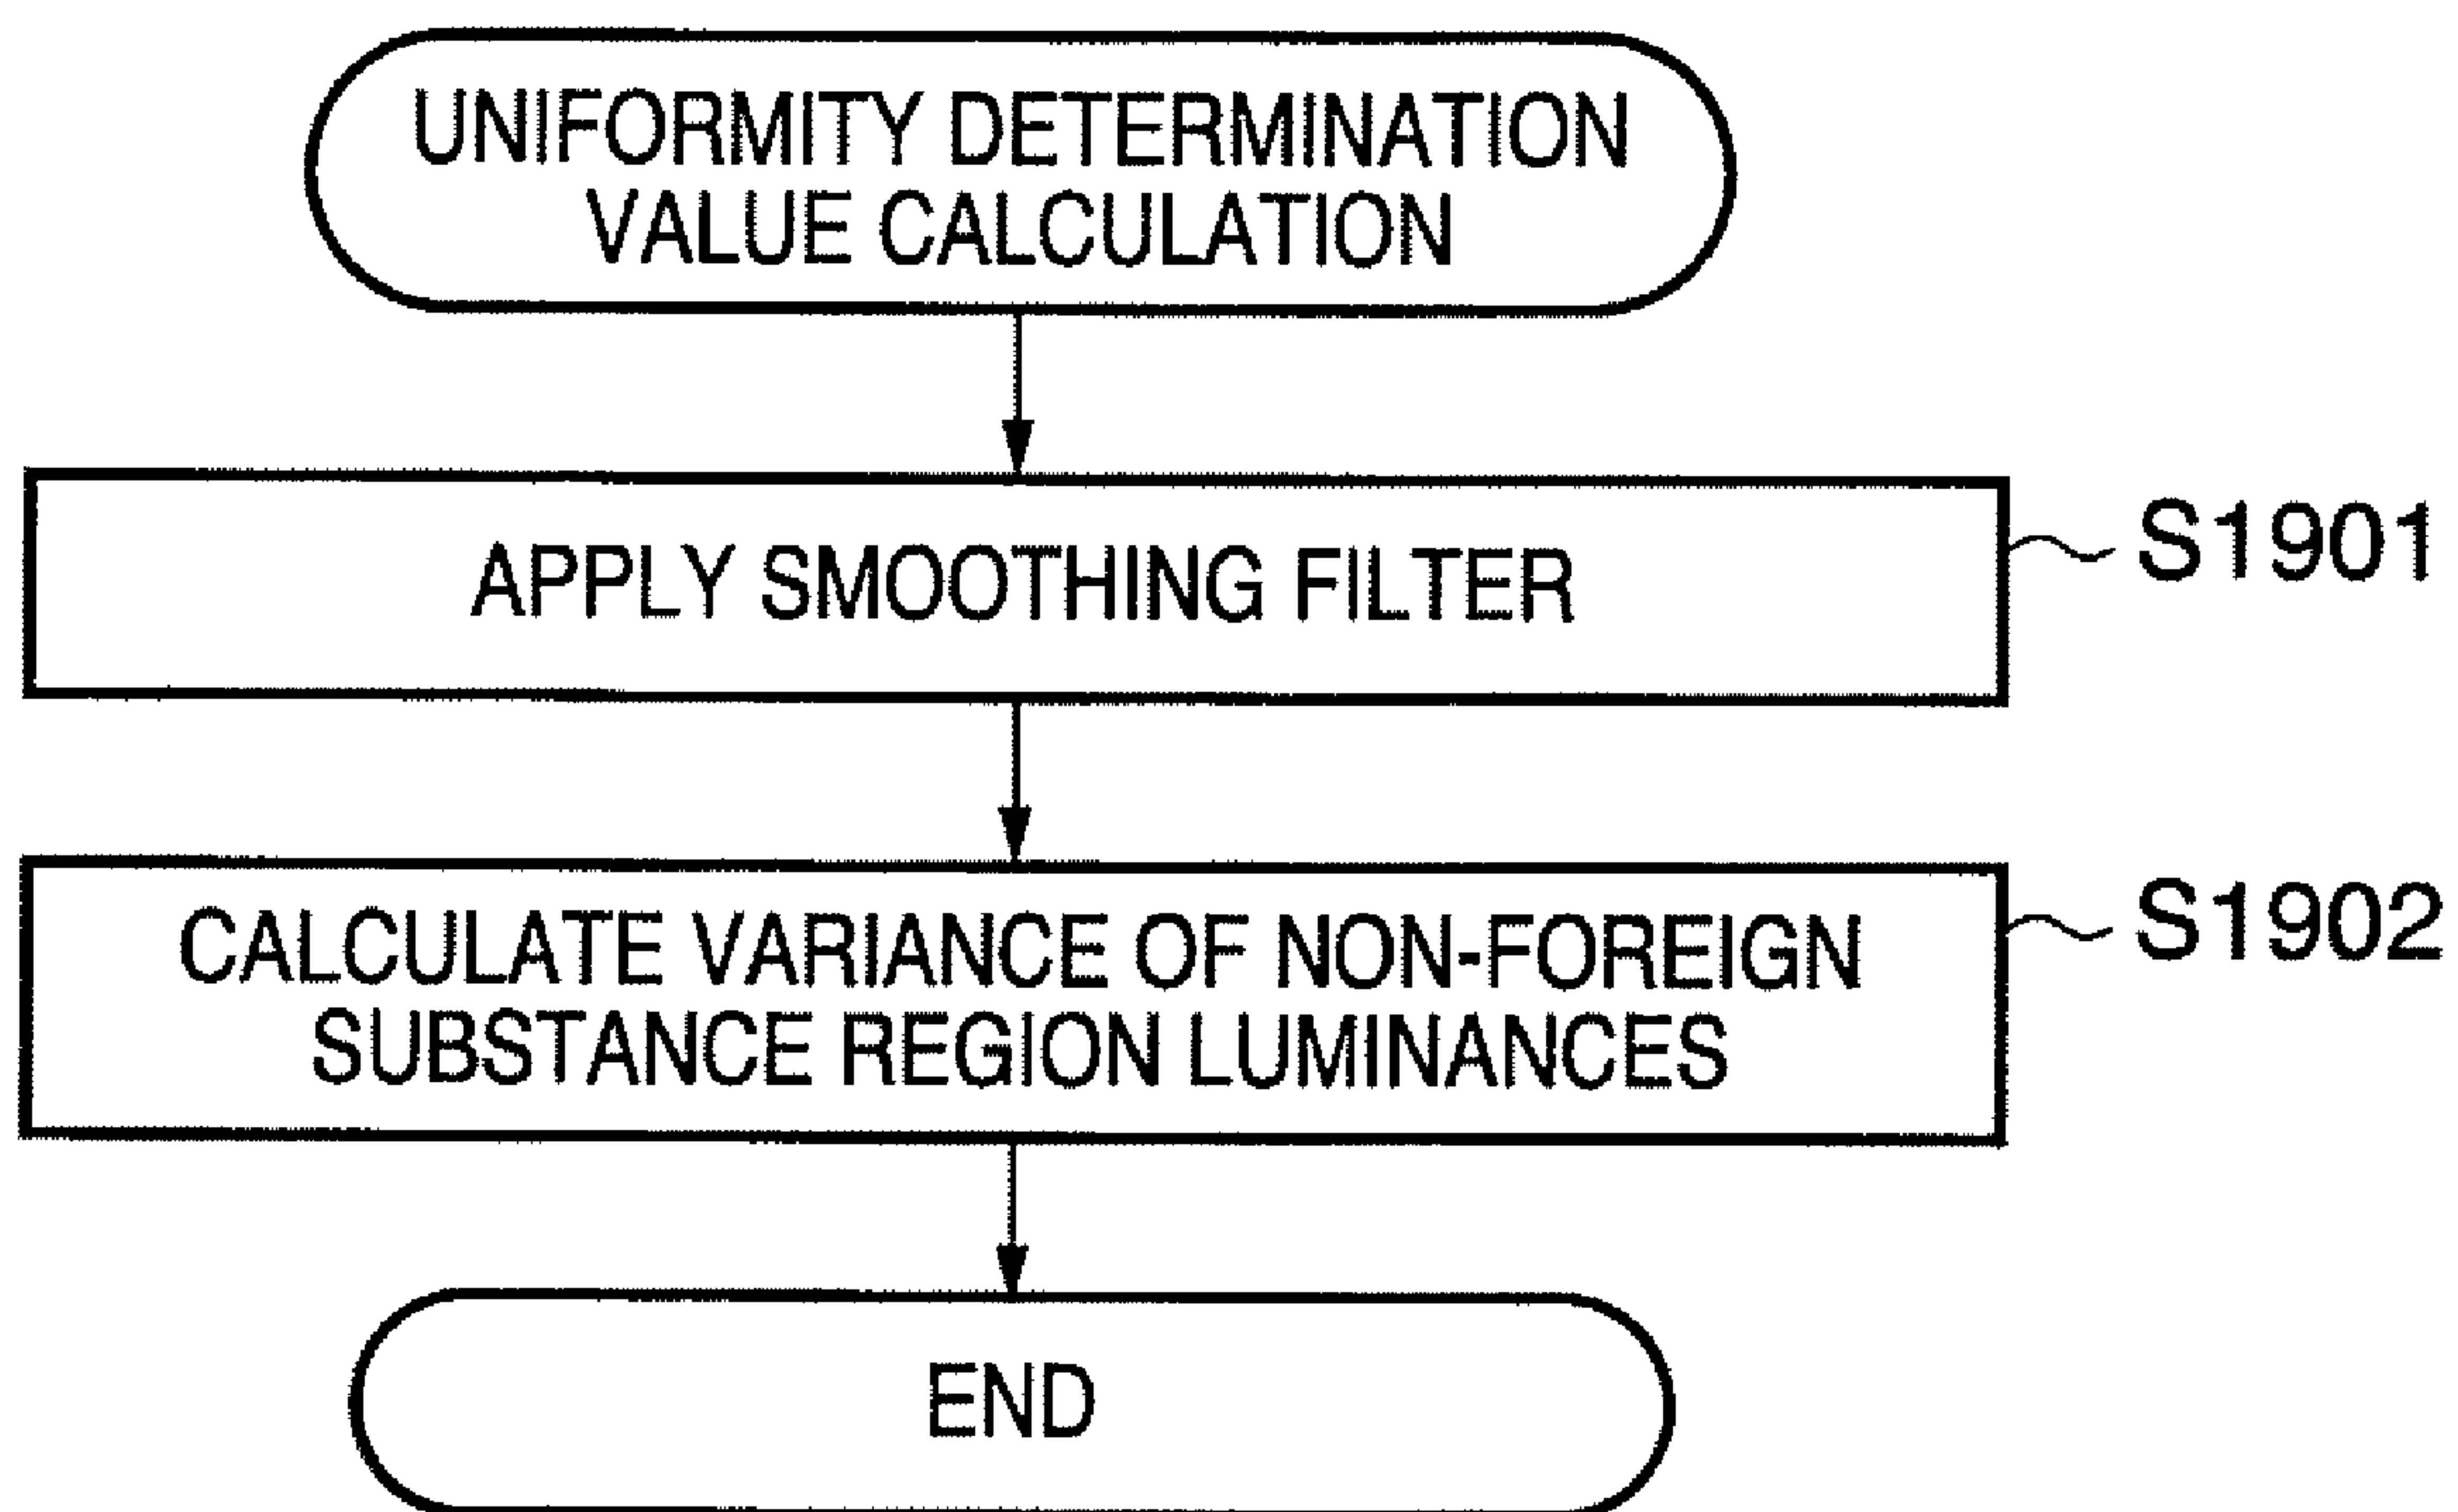 UNIFORMITY DETERMINATION
VALUE CALCULATION
APPLY SMOOTHING FILTER
S1901
CALCULATE VARIANCE OF NON-FOREIGN
SUBSTANCE REGION LUMINANCES
S1902
END